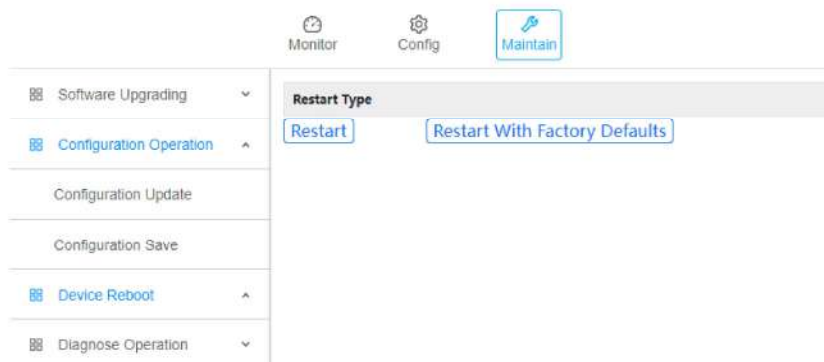 Monitor
Config
Maintain
Software Upgrading
Configuration Operation
Configuration Update
Configuration Save
Device Reboot
Diagnose Operation
Restart Type
Restart
Restart With Factory Defaults